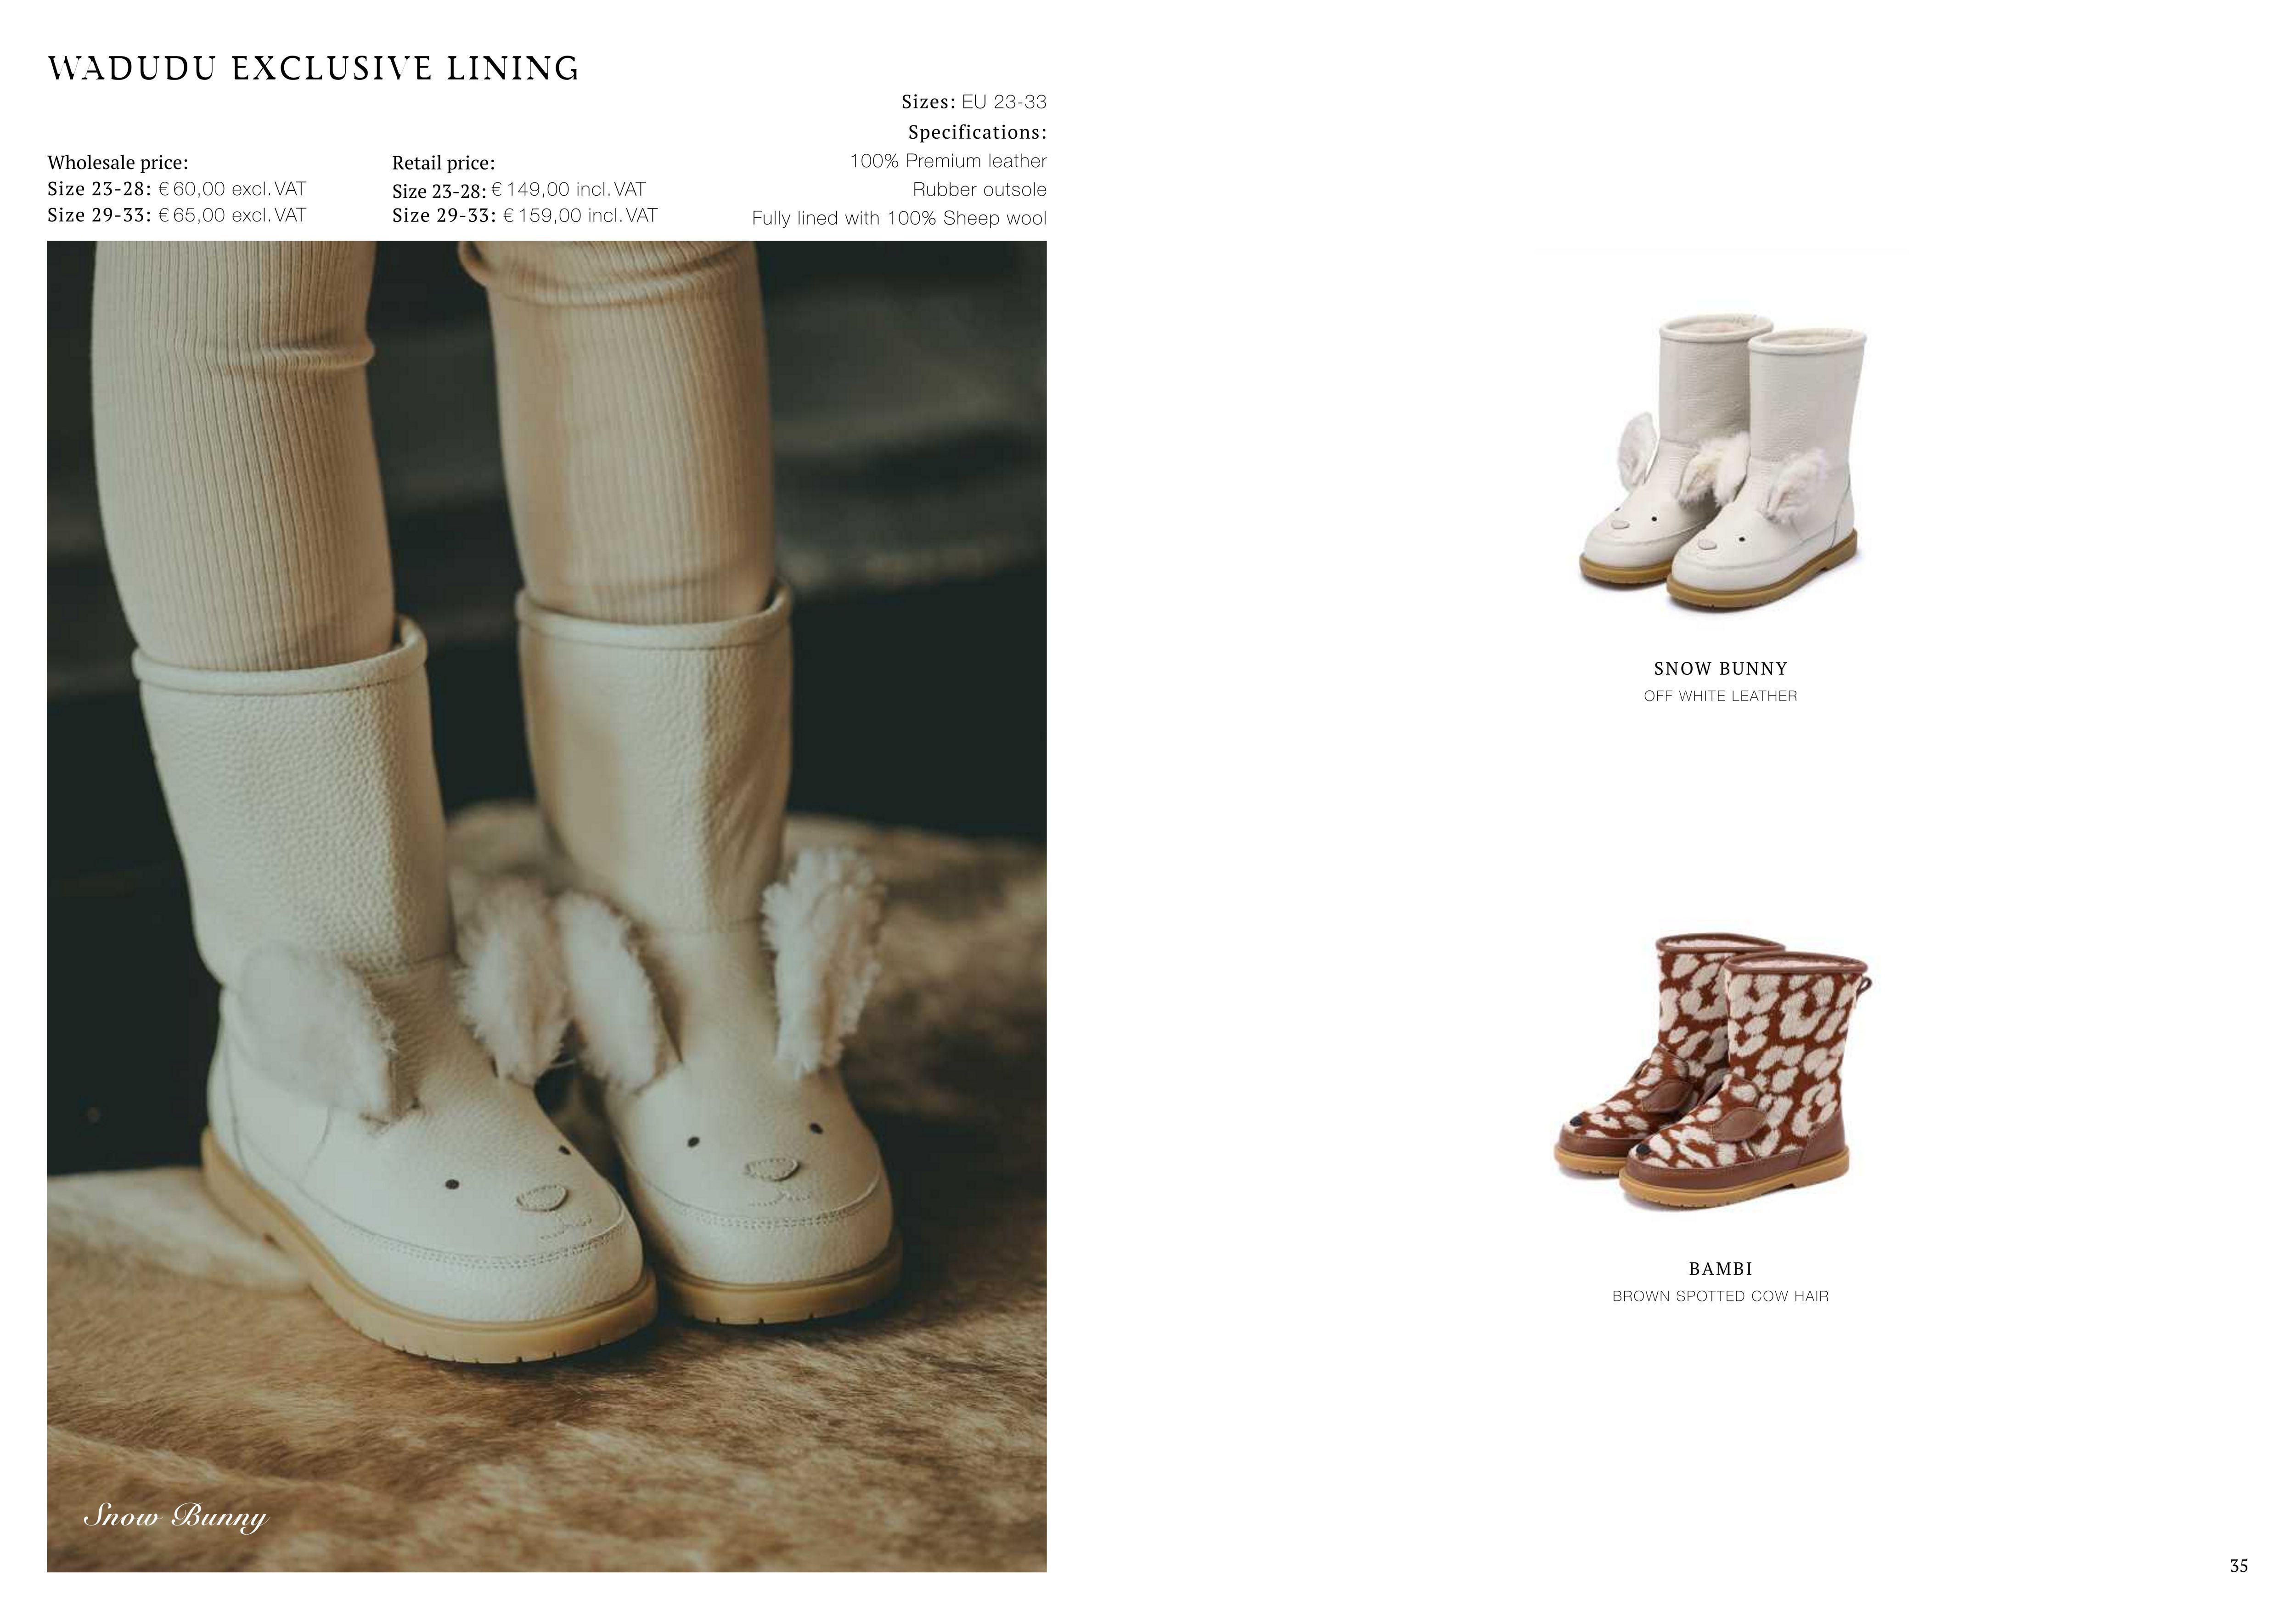 WADUDU EXCLUSIVE LINING
Wholesale price:
Size 23-28: € 60,00 excl. VAT
Size 29-33: € 65,00 excl. VAT
Retail price:
Size 23-28: € 149,00 incl. VAT
Size 29-33: € 159,00 incl. VAT
Sizes: EU 23-33
Specifications:
100% Premium leather
Rubber outsole
Fully lined with 100% Sheep wool
Snow Bunny
SNOW BUNNY
OFF WHITE LEATHER
BAMBI
BROWN SPOTTED COW HAIR
35